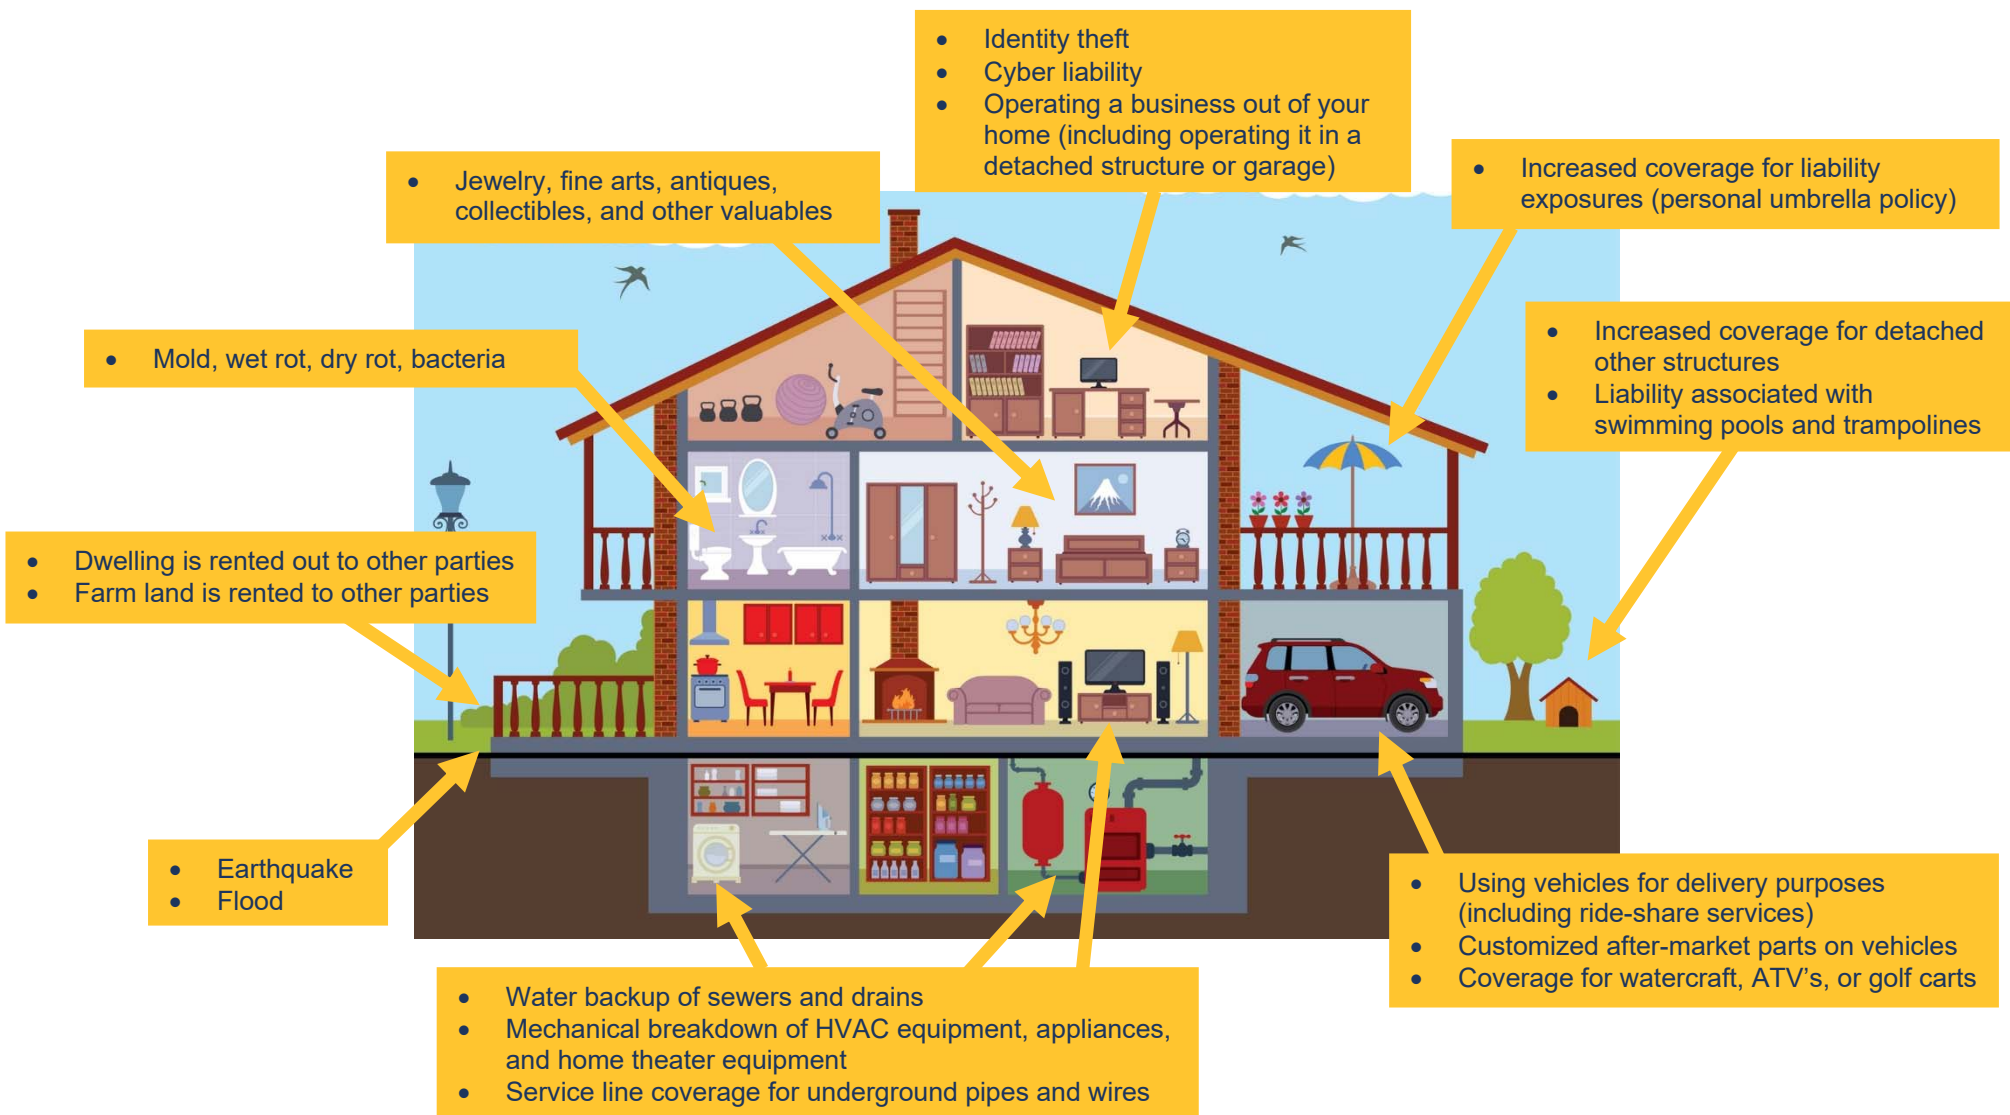 • Identity theft
• Cyber liability
• Operating a business out of your
home (including operating it in a
detached structure or garage)
• Jewelry, fine arts, antiques,
collectibles, and other valuables
• Increased coverage for liability
exposures (personal umbrella policy)
• Mold, wet rot, dry rot, bacteria
• Increased coverage for detached
other structures
• Liability associated with
swimming pools and trampolines
• Dwelling is rented out to other parties
• Farm land is rented to other parties
• Earthquake
• Flood
• Using vehicles for delivery purposes
(including ride-share services)
• Customized after-market parts on vehicles
• Coverage for watercraft, ATV's, or golf carts
• Water backup of sewers and drains
• Mechanical breakdown of HVAC equipment, appliances,
and home theater equipment
• Service line coverage for underground pipes and wires